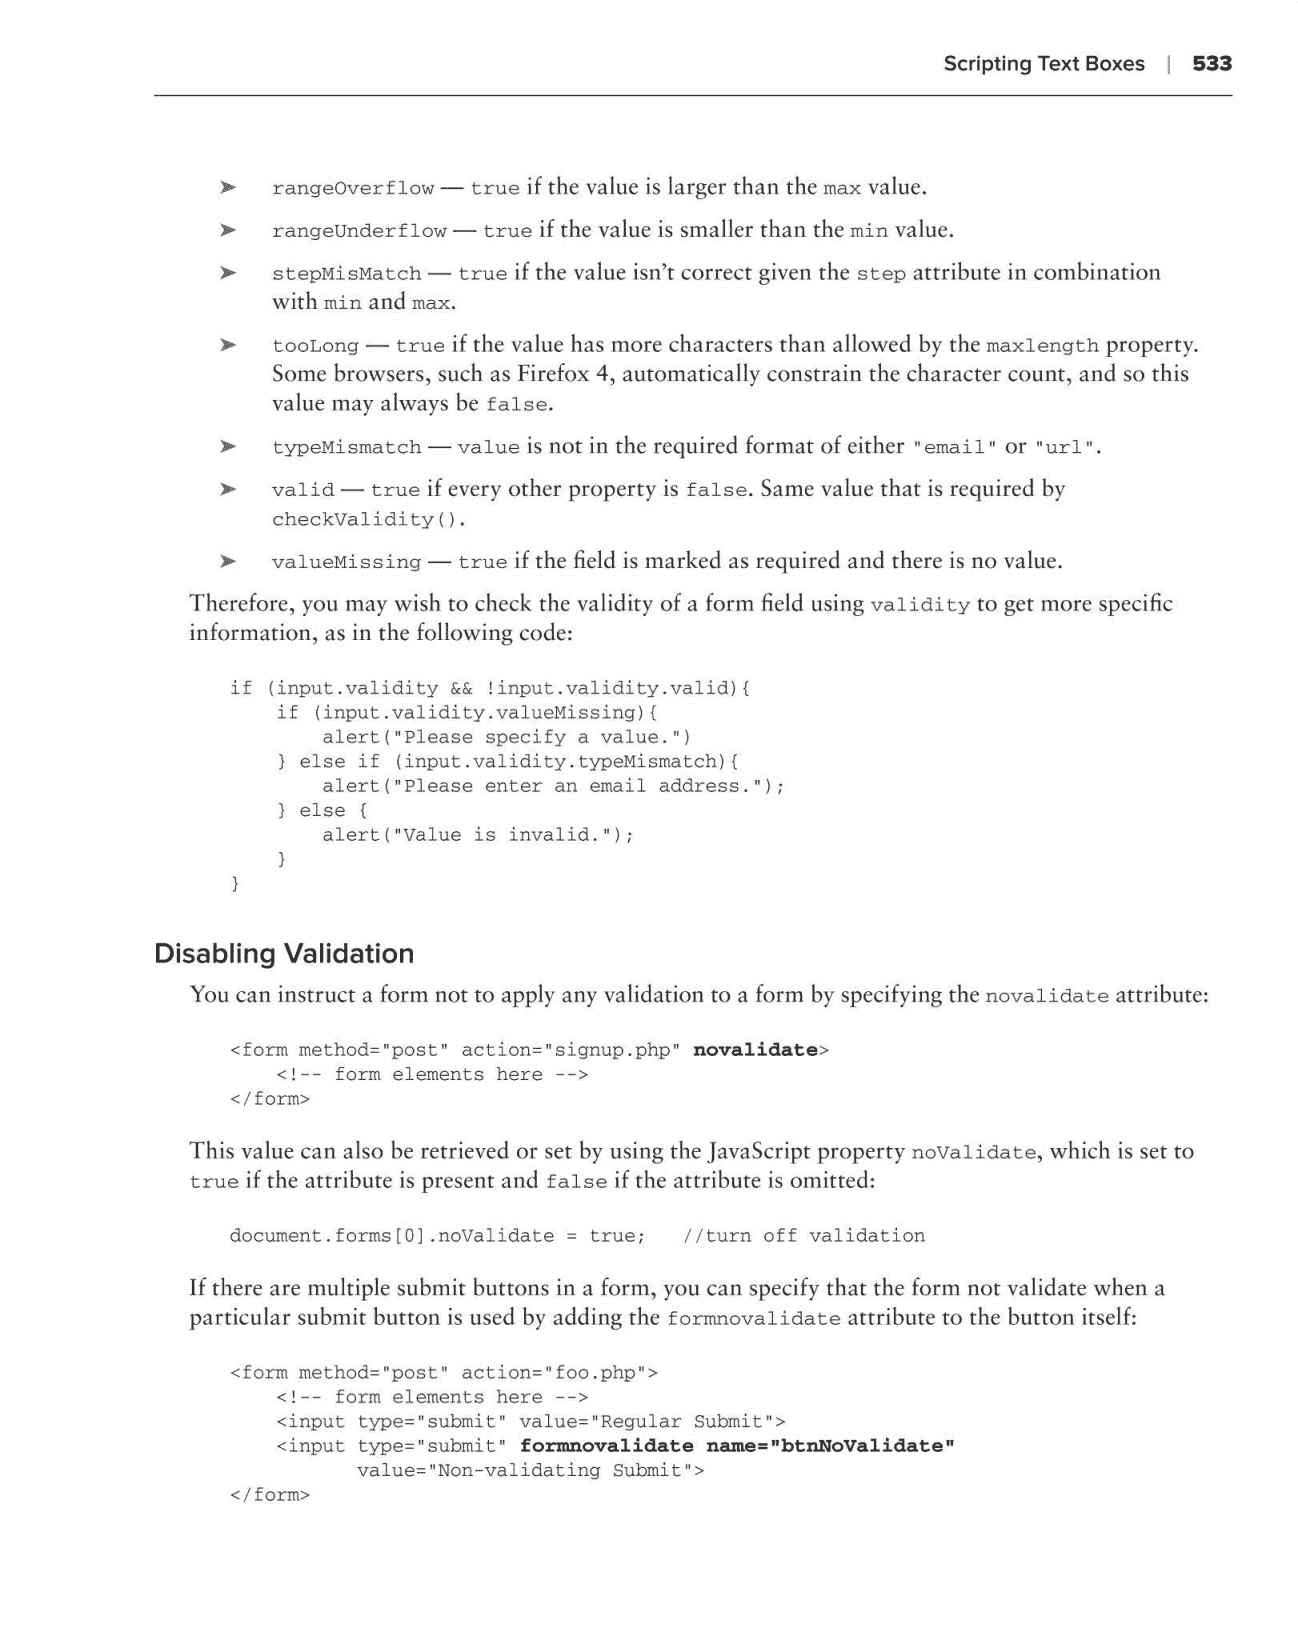 Scripting Text Boxes | 533
➤ rangeOverflow — true if the value is larger than the max value.
➤ rangeUnderflow — true if the value is smaller than the min value.
➤ stepMisMatch — true if the value isn't correct given the step attribute in combination
with min and max.
➤ tooLong — true if the value has more characters than allowed by the maxlength property.
Some browsers, such as Firefox 4, automatically constrain the character count, and so this
value may always be false.
➤ typeMismatch — value is not in the required format of either "email" or "url".
➤ valid — true if every other property is false. Same value that is required by
checkValidity().
➤ valueMissing — true if the field is marked as required and there is no value.
Therefore, you may wish to check the validity of a form field using validity to get more specific
information, as in the following code:
if (input.validity && !input.validity.valid){
    if (input.validity.valueMissing){
        alert("Please specify a value.")
    } else if (input.validity.typeMismatch){
        alert("Please enter an email address.");
    } else {
        alert("Value is invalid.");
    }
}
Disabling Validation
You can instruct a form not to apply any validation to a form by specifying the novalidate attribute:
<form method="post" action="signup.php" novalidate>
    <!-- form elements here -->
</form>
This value can also be retrieved or set by using the JavaScript property noValidate, which is set to
true if the attribute is present and false if the attribute is omitted:
document.forms[0].noValidate = true;   //turn off validation
If there are multiple submit buttons in a form, you can specify that the form not validate when a
particular submit button is used by adding the formnovalidate attribute to the button itself:
<form method="post" action="foo.php">
    <!-- form elements here -->
    <input type="submit" value="Regular Submit">
    <input type="submit" formnovalidate name="btnNoValidate"
           value="Non-validating Submit">
</form>